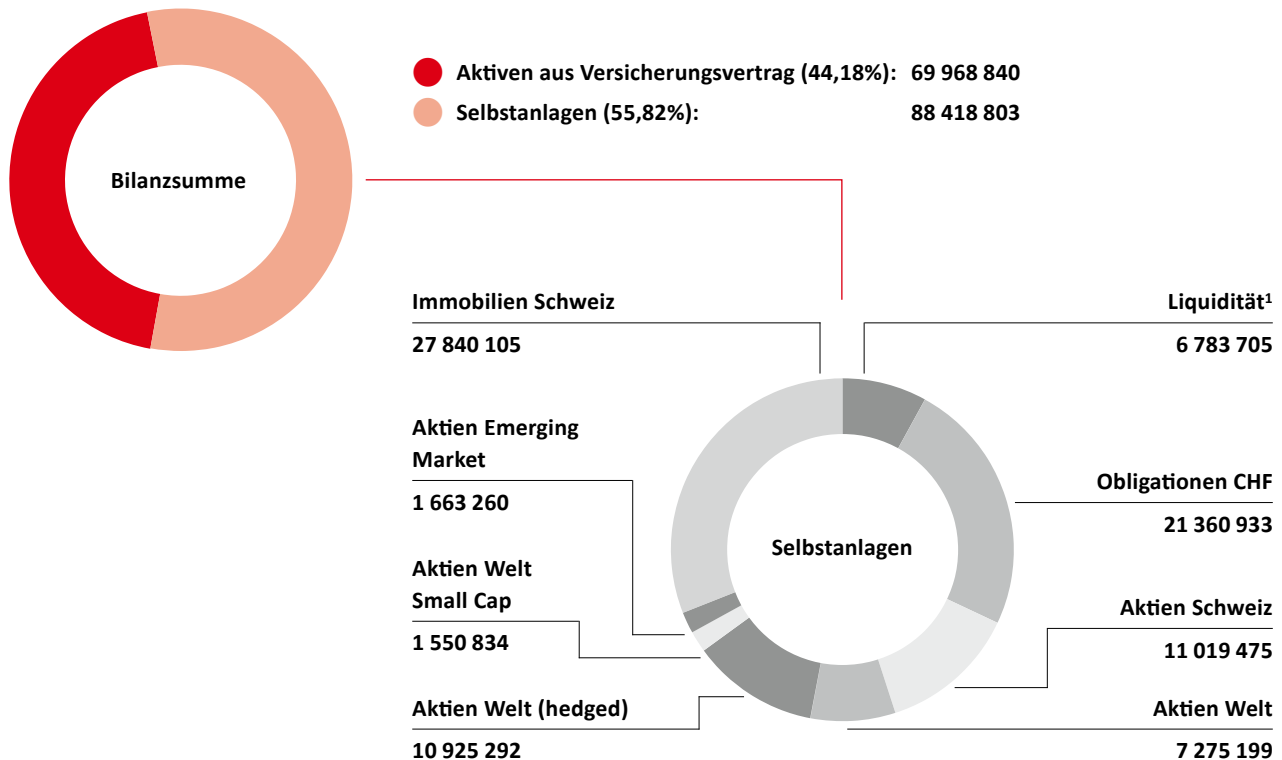 Aktiven aus Versicherungsvertrag (44,18%): 69 968 840
Selbstanlagen (55,82%): 88 418 803
Bilanzsumme
Immobilien Schweiz
27 840 105
Liquidität¹
6 783 705
Aktien Emerging
Market
1 663 260
Obligationen CHF
21 360 933
Selbstanlagen
Aktien Welt
Small Cap
1 550 834
Aktien Schweiz
11 019 475
Aktien Welt (hedged)
10 925 292
Aktien Welt
7 275 199